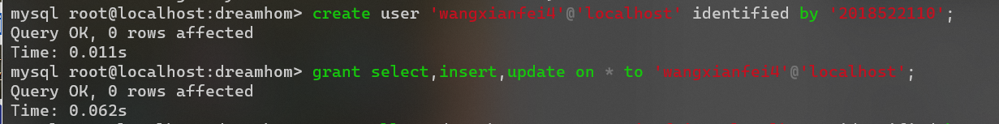 mysql root@localhost:dreamhom> create user 'wangxianfei4'@'localhost' identified by '2018522110';
Query OK, 0 rows affected
Time: 0.011s
mysql root@localhost:dreamhom> grant select,insert,update on * to 'wangxianfei4'@'localhost';
Query OK, 0 rows affected
Time: 0.062s